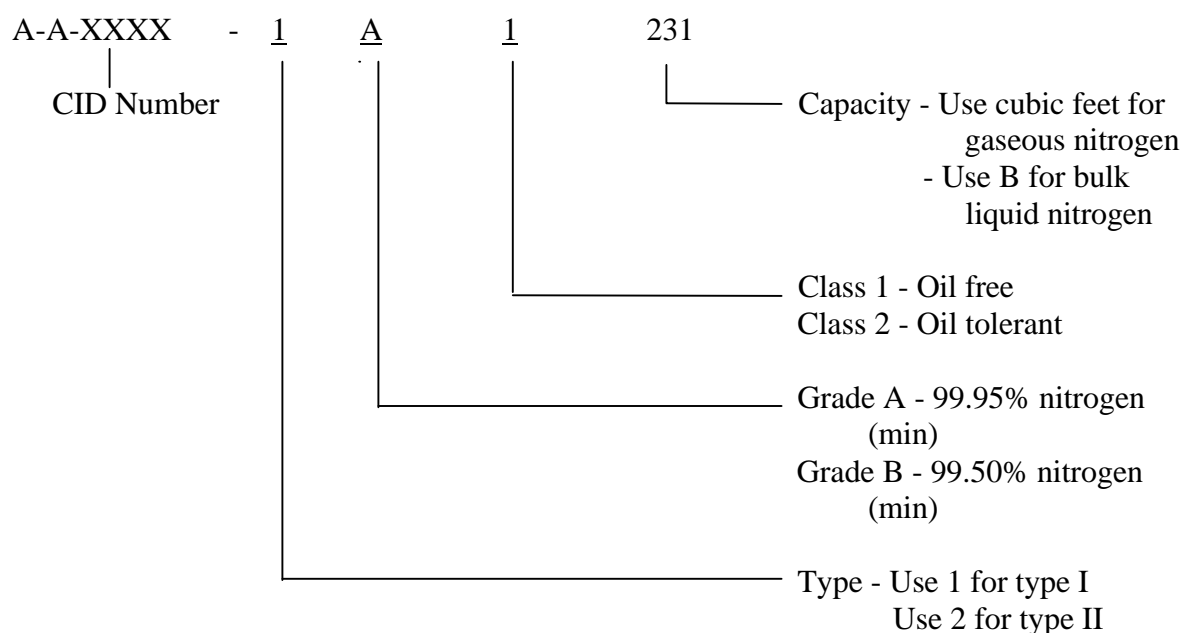 A-A-XXXX - 1 A 1 231
CID Number
Capacity - Use cubic feet for
gaseous nitrogen
- Use B for bulk
liquid nitrogen
Class 1 - Oil free
Class 2 - Oil tolerant
Grade A - 99.95% nitrogen
(min)
Grade B - 99.50% nitrogen
(min)
Type - Use 1 for type I
Use 2 for type II